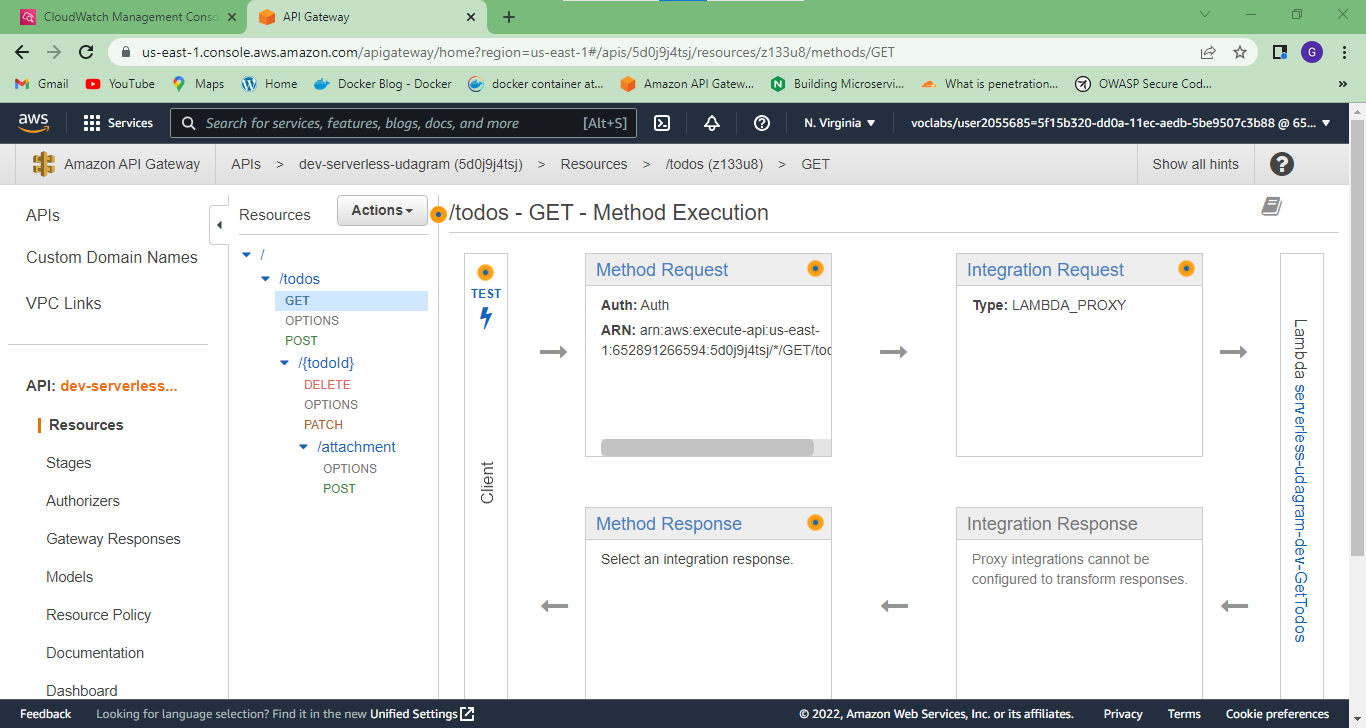 CloudWatch Management Conso
API Gateway
us-east-1.console.aws.amazon.com/apigateway/home?region=us-east-1#/apis/5d0j9j4tsj/resources/z133u8/methods/GET
G
Gmail YouTube Maps Home Docker Blog - Docker docker container at... Amazon API Gatew... Building Microservi... What is penetration... OWASP Secure Cod... »
aws Services Search for services, features, blogs, docs, and more [Alt+S] N. Virginia voclabs/user2055685=5f15b320-dd0a-11ec-aedb-5be9507c3b88 @ 65...
Amazon API Gateway APIs > dev-serverless-udagram (5d0j9j4tsj) > Resources > /todos (z133u8) > GET Show all hints ?
APIs
Custom Domain Names
VPC Links
API: dev-serverless...
Resources
Stages
Authorizers
Gateway Responses
Models
Resource Policy
Documentation
Dashboard
Resources Actions
/
/todos
GET
OPTIONS
POST
/{todoId}
DELETE
OPTIONS
PATCH
/attachment
OPTIONS
POST
/todos - GET - Method Execution
TEST
Client
Method Request
Auth: Auth
ARN: arn:aws:execute-api:us-east-
1:652891266594:5d0j9j4tsj/*/GET/tod
Integration Request
Type: LAMBDA_PROXY
Method Response
Select an integration response.
Integration Response
Proxy integrations cannot be
configured to transform responses.
Lambda serverless-udagram-dev-GetTodos
Feedback Looking for language selection? Find it in the new Unified Settings © 2022, Amazon Web Services, Inc. or its affiliates. Privacy Terms Cookie preferences